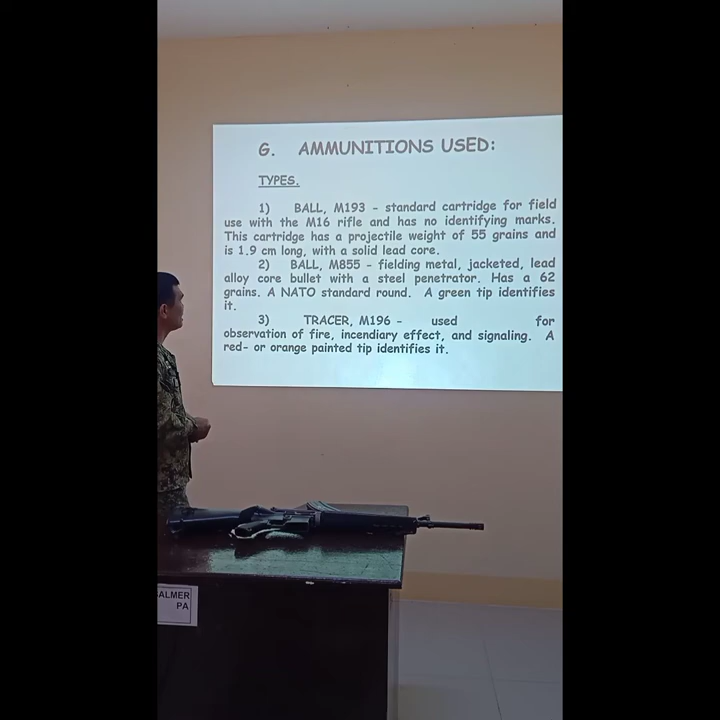 G. AMMUNITIONS USED:
TYPES.
1) BALL, M193 - standard cartridge for field
use with the M16 rifle and has no identifying marks.
This cartridge has a projectile weight of 55 grains and
is 1.9 cm long, with a solid lead core.
2) BALL, M855 - fielding metal, jacketed, lead
alloy core bullet with a steel penetrator. Has a 62
grains. A NATO standard round. A green tip identifies
it.
3) TRACER, M196 - used for
observation of fire, incendiary effect, and signaling. A
red- or orange painted tip identifies it.
SALMER
PA